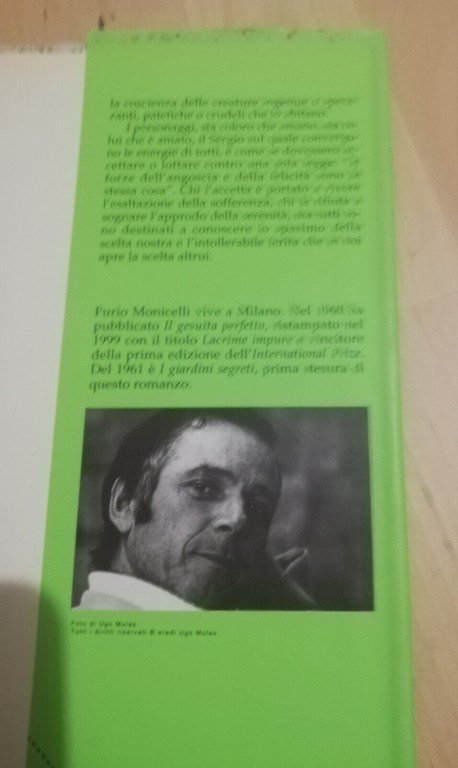 la coscienza delle creature ingenue o sprez-
zanti, patetiche o crudeli che lo abitano.
I personaggi, sia coloro che amano, sia co-
lui che è amato, il Sergio sul quale convergo-
no le energie di tutti, è come se dovessero ac-
cettare o lottare contro una sola legge: "le
forze dell'angoscia e della felicità sono la
stessa cosa". Chi l'accetta è portato a vivere
l'esaltazione della sofferenza, chi la rifiuta a
sognare l'approdo della serenità, ma tutti so-
no destinati a conoscere lo spasimo della
scelta nostra e l'intollerabile ferita che in noi
apre la scelta altrui.
Furio Monicelli vive a Milano. Nel 1960 ha
pubblicato Il gesuita perfetto, ristampato nel
1999 con il titolo Lacrime impure e vincitore
della prima edizione dell'International Prize.
Del 1961 è I giardini segreti, prima stesura di
questo romanzo.
Foto di Ugo Mulas
Tutti i diritti riservati © eredi Ugo Mulas